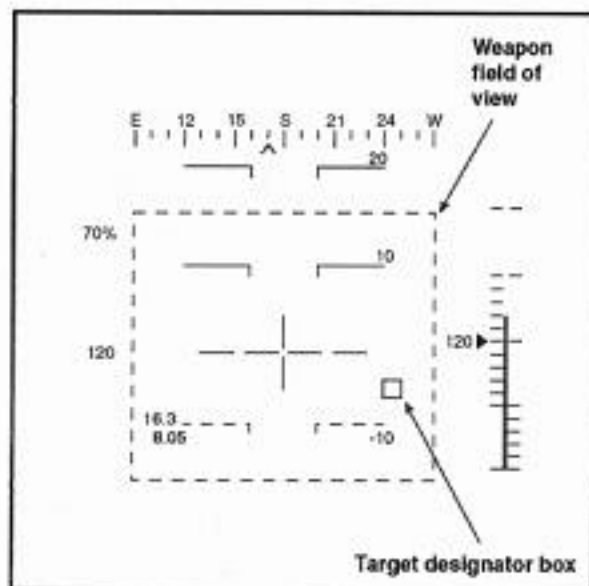 Weapon
field of
view
E 12 15 S 21 24 W
20
70%
10
120
120
16.3
8.05
-10
Target designator box